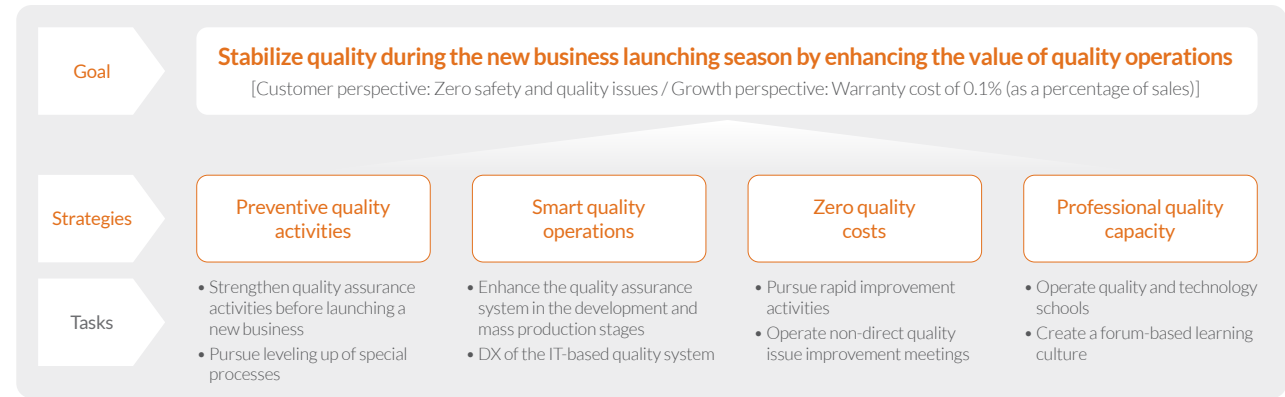 Goal
Stabilize quality during the new business launching season by enhancing the value of quality operations
[Customer perspective: Zero safety and quality issues / Growth perspective: Warranty cost of 0.1% (as a percentage of sales)]
Strategies
Preventive quality
activities
Smart quality
operations
Zero quality
costs
Professional quality
capacity
Tasks
• Strengthen quality assurance
activities before launching a
new business
• Pursue leveling up of special
processes
• Enhance the quality assurance
system in the development and
mass production stages
• DX of the IT-based quality system
• Pursue rapid improvement
activities
• Operate non-direct quality
issue improvement meetings
• Operate quality and technology
schools
• Create a forum-based learning
culture